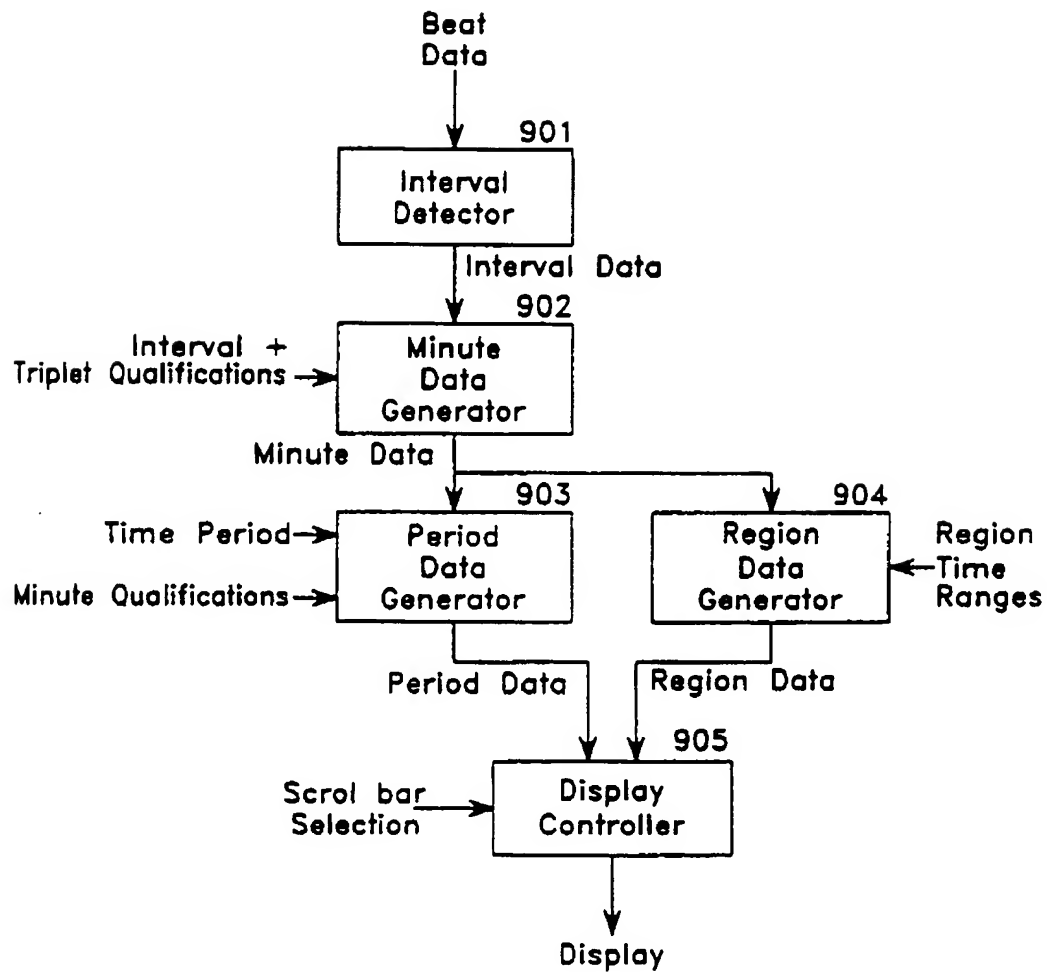 Beat
Data
901
Interval
Detector
Interval Data
902
Interval +
Triplet Qualifications
Minute
Data
Generator
Minute Data
903
904
Time Period
Minute Qualifications
Period
Data
Generator
Region
Data
Generator
Region
Time
Ranges
Period Data
Region Data
905
Scrol bar
Selection
Display
Controller
Display